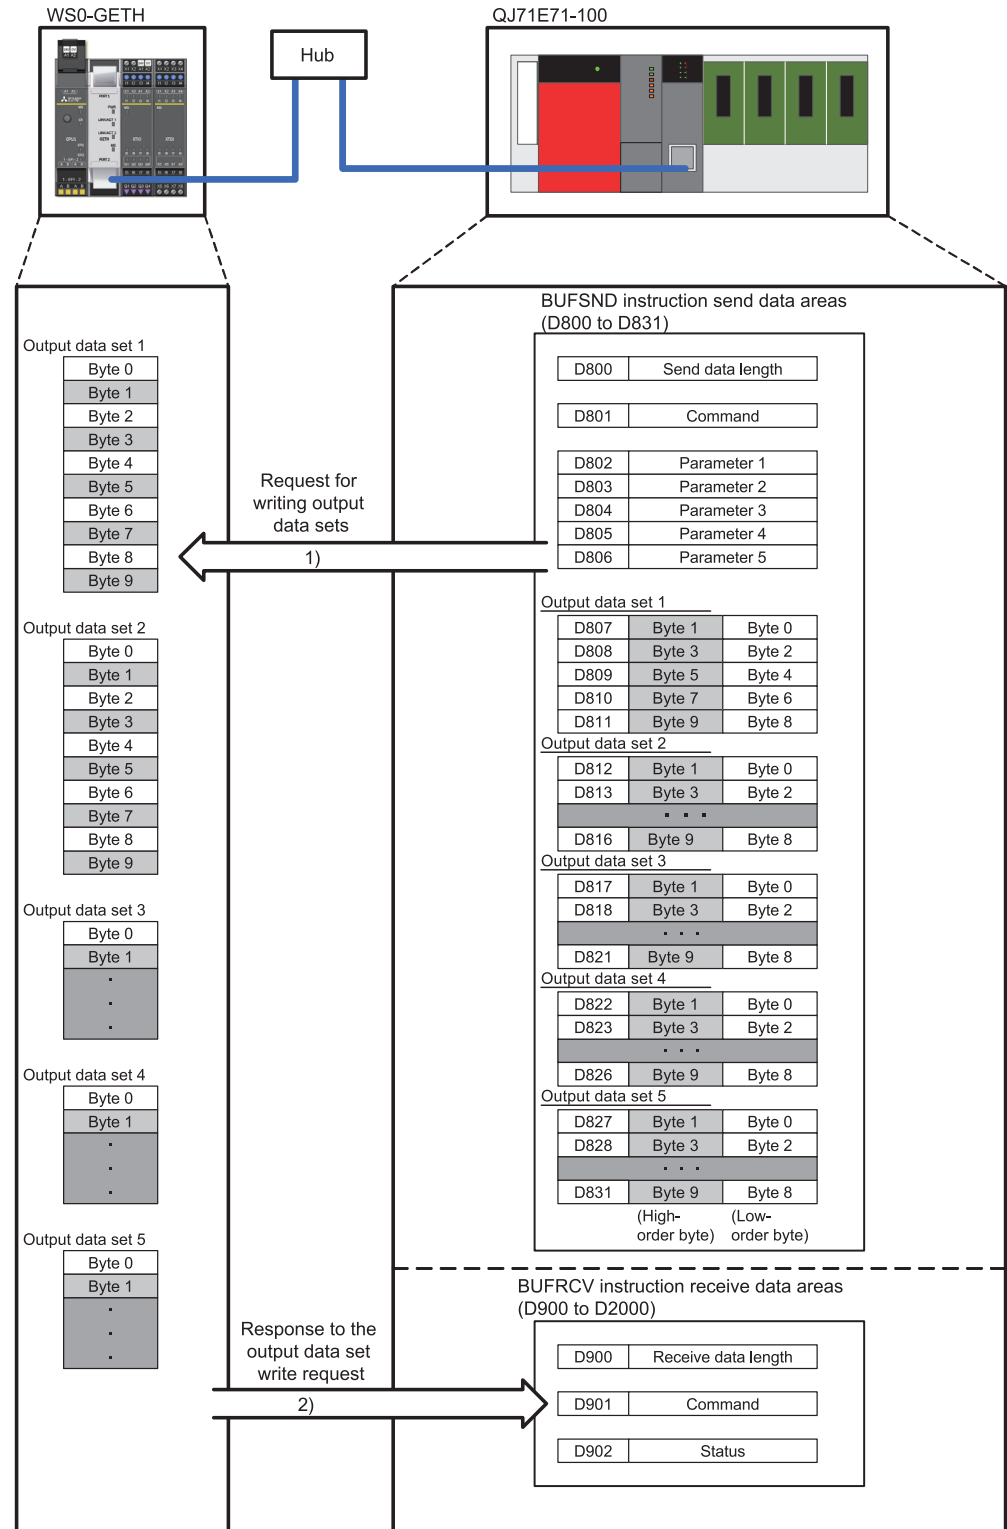 WS0-GETH
QJ71E71-100
Hub
BUFSND instruction send data areas
(D800 to D831)
Output data set 1
Byte 0
Byte 1
Byte 2
Byte 3
Byte 4
Byte 5
Byte 6
Byte 7
Byte 8
Byte 9
Output data set 2
Byte 0
Byte 1
Byte 2
Byte 3
Byte 4
Byte 5
Byte 6
Byte 7
Byte 8
Byte 9
Output data set 3
Byte 0
Byte 1
Output data set 4
Byte 0
Byte 1
Output data set 5
Byte 0
Byte 1
Request for
writing output
data sets
1)
D800 Send data length
D801 Command
D802 Parameter 1
D803 Parameter 2
D804 Parameter 3
D805 Parameter 4
D806 Parameter 5
Output data set 1
D807 Byte 1 Byte 0
D808 Byte 3 Byte 2
D809 Byte 5 Byte 4
D810 Byte 7 Byte 6
D811 Byte 9 Byte 8
Output data set 2
D812 Byte 1 Byte 0
D813 Byte 3 Byte 2
D816 Byte 9 Byte 8
Output data set 3
D817 Byte 1 Byte 0
D818 Byte 3 Byte 2
D821 Byte 9 Byte 8
Output data set 4
D822 Byte 1 Byte 0
D823 Byte 3 Byte 2
D826 Byte 9 Byte 8
Output data set 5
D827 Byte 1 Byte 0
D828 Byte 3 Byte 2
D831 Byte 9 Byte 8
(High-order byte) (Low-order byte)
BUFRCV instruction receive data areas
(D900 to D2000)
Response to the
output data set
write request
2)
D900 Receive data length
D901 Command
D902 Status